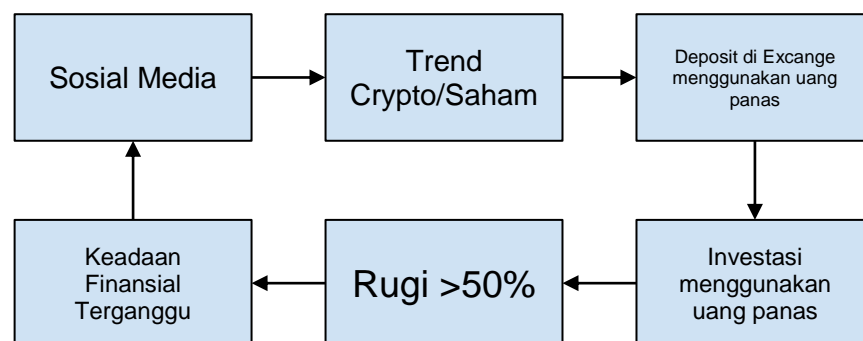 Sosial Media
Trend
Crypto/Saham
Deposit di Excange
menggunakan uang
panas
Investasi
menggunakan
uang panas
Rugi >50%
Keadaan
Finansial
Terganggu